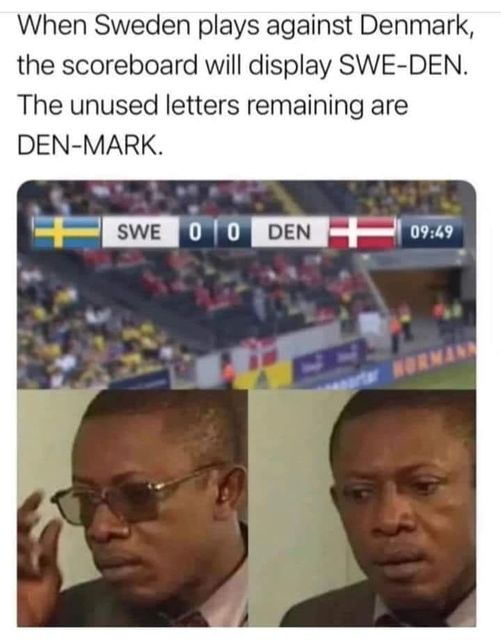 When Sweden plays against Denmark,
the scoreboard will display SWE-DEN.
The unused letters remaining are
DEN-MARK.
SWE 0 0 DEN 09:49